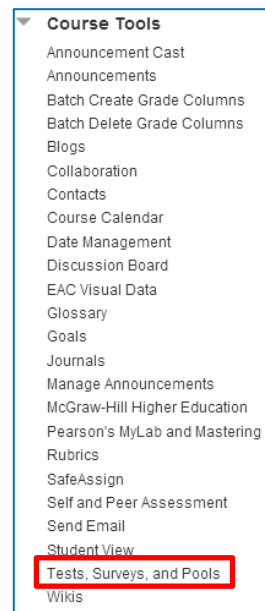 Course Tools
Announcement Cast
Announcements
Batch Create Grade Columns
Batch Delete Grade Columns
Blogs
Collaboration
Contacts
Course Calendar
Date Management
Discussion Board
EAC Visual Data
Glossary
Goals
Journals
Manage Announcements
McGraw-Hill Higher Education
Pearson's MyLab and Mastering
Rubrics
SafeAssign
Self and Peer Assessment
Send Email
Student View
Tests, Surveys, and Pools
Wikis